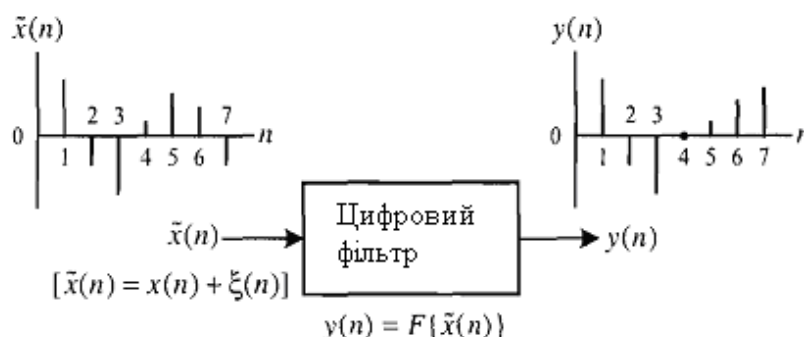 x̃(n)
y(n)
2 3 7
0 n
1 4 5 6
2 3
0
1 4 5 6 7
x̃(n) Цифровий фільтр y(n)
[x̃(n) = x(n) + ξ(n)]
y(n) = F{x̃(n)}